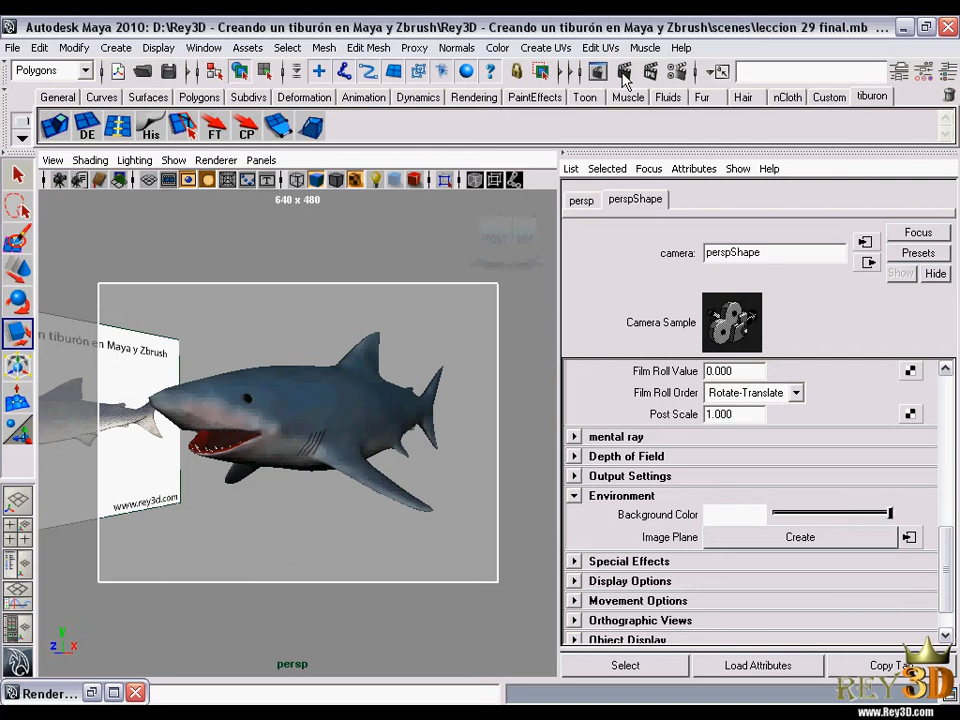 Autodesk Maya 2010: D:\Rey3D - Creando un tiburón en Maya y Zbrush\Rey3D - Creando un tiburón en Maya y Zbrush\scenes\leccion 29 final.mb
File Edit Modify Create Display Window Assets Select Mesh Edit Mesh Proxy Normals Color Create UVs Edit UVs Muscle Help
Polygons
General Curves Surfaces Polygons Subdivs Deformation Animation Dynamics Rendering PaintEffects Toon Muscle Fluids Fur Hair nCloth Custom tiburon
DE His FT CP
View Shading Lighting Show Renderer Panels
List Selected Focus Attributes Show Help
640 x 480
persp perspShape
FRONT
camera: perspShape
Focus
Presets
Show Hide
Camera Sample
n tiburón en Maya y Zbrush
www.rey3d.com
Film Roll Value 0.000
Film Roll Order Rotate-Translate
Post Scale 1.000
mental ray
Depth of Field
Output Settings
Environment
Background Color
Image Plane Create
Special Effects
Display Options
Movement Options
Orthographic Views
Object Display
y
z x
persp
Select Load Attributes Copy Ta
Render...
REY3D
www.Rey3D.com